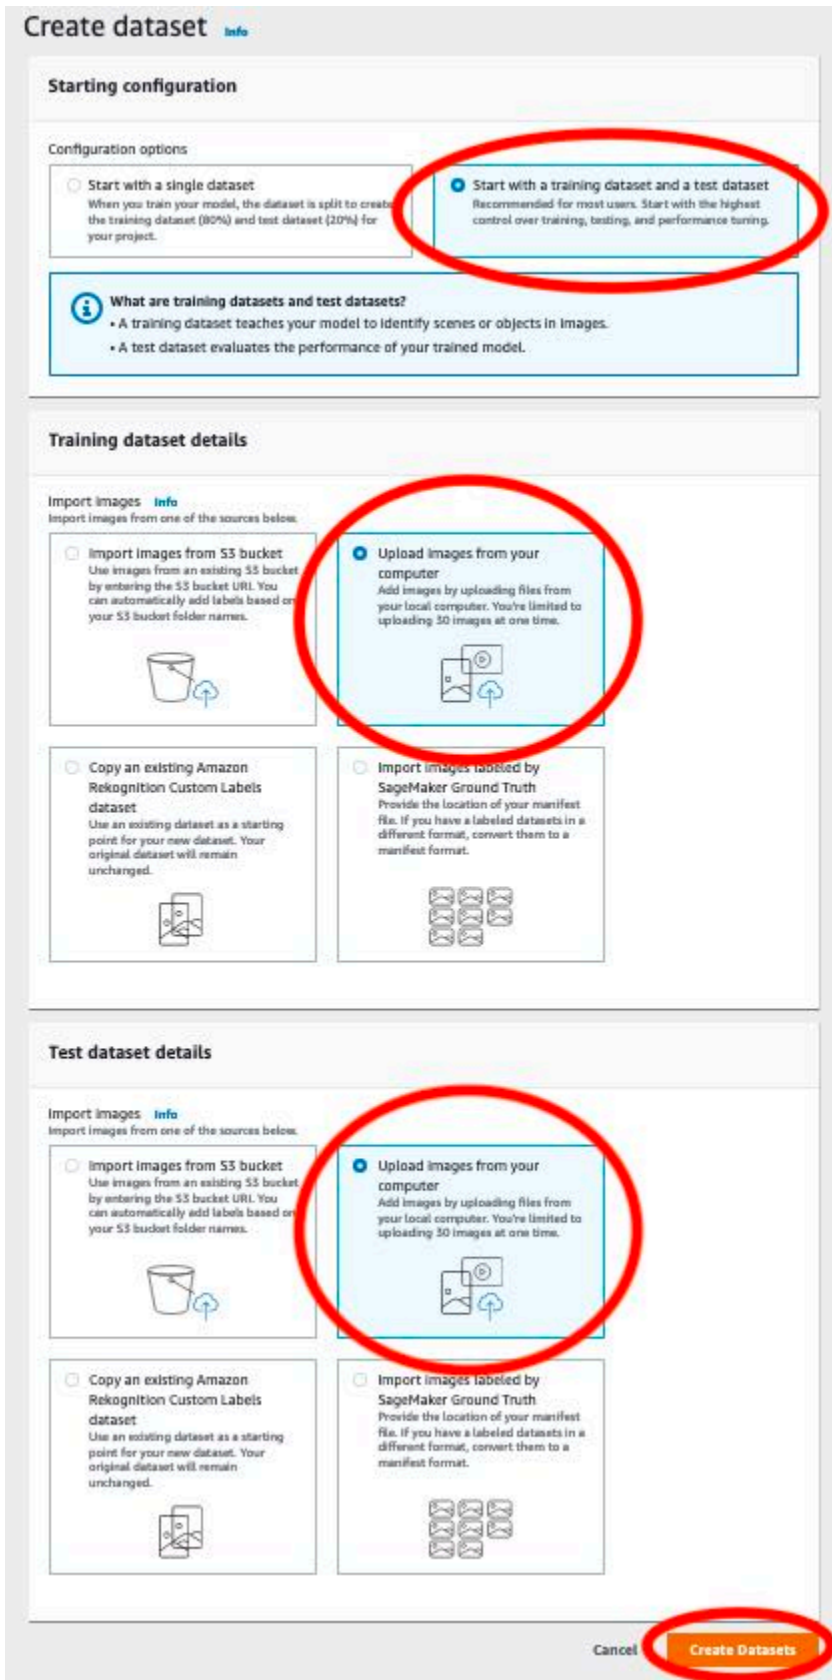 Create dataset Info
Starting configuration
Configuration options
Start with a single dataset
When you train your model, the dataset is split to create
the training dataset (80%) and test dataset (20%) for
your project.
Start with a training dataset and a test dataset
Recommended for most users. Start with the highest
control over training, testing, and performance tuning.
What are training datasets and test datasets?
• A training dataset teaches your model to identify scenes or objects in images.
• A test dataset evaluates the performance of your trained model.
Training dataset details
Import images Info
Import images from one of the sources below.
Import images from S3 bucket
Use images from an existing S3 bucket
by entering the S3 bucket URI. You
can automatically add labels based on
your S3 bucket folder names.
Upload images from your
computer
Add images by uploading files from
your local computer. You're limited to
uploading 30 images at one time.
Copy an existing Amazon
Rekognition Custom Labels
dataset
Use an existing dataset as a starting
point for your new dataset. Your
original dataset will remain
unchanged.
Import images labeled by
SageMaker Ground Truth
Provide the location of your manifest
file. If you have a labeled datasets in a
different format, convert them to a
manifest format.
Test dataset details
Import images Info
Import images from one of the sources below.
Import images from S3 bucket
Use images from an existing S3 bucket
by entering the S3 bucket URI. You
can automatically add labels based on
your S3 bucket folder names.
Upload images from your
computer
Add images by uploading files from
your local computer. You're limited to
uploading 30 images at one time.
Copy an existing Amazon
Rekognition Custom Labels
dataset
Use an existing dataset as a starting
point for your new dataset. Your
original dataset will remain
unchanged.
Import images labeled by
SageMaker Ground Truth
Provide the location of your manifest
file. If you have a labeled datasets in a
different format, convert them to a
manifest format.
Cancel Create Datasets